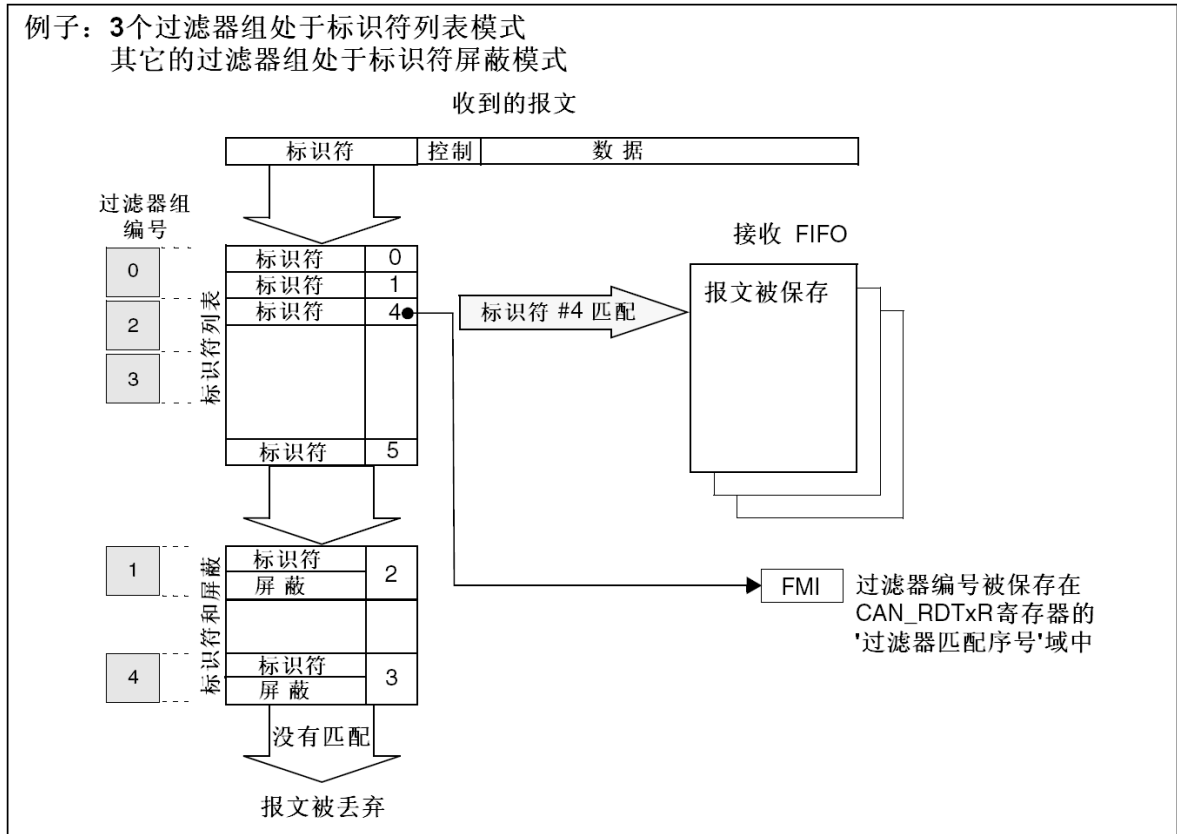 例子：3个过滤器组处于标识符列表模式
其它的过滤器组处于标识符屏蔽模式
收到的报文
标识符 控制 数 据
过滤器组
编号
0
2
3
标识符列表
标识符 0
标识符 1
标识符 4
标识符 5
标识符 #4 匹配
接收 FIFO
报文被保存
1
4
标识符和屏蔽
标识符
屏 蔽
2
标识符
屏 蔽
3
FMI
过滤器编号被保存在
CAN_RDTxR寄存器的
'过滤器匹配序号'域中
没有匹配
报文被丢弃